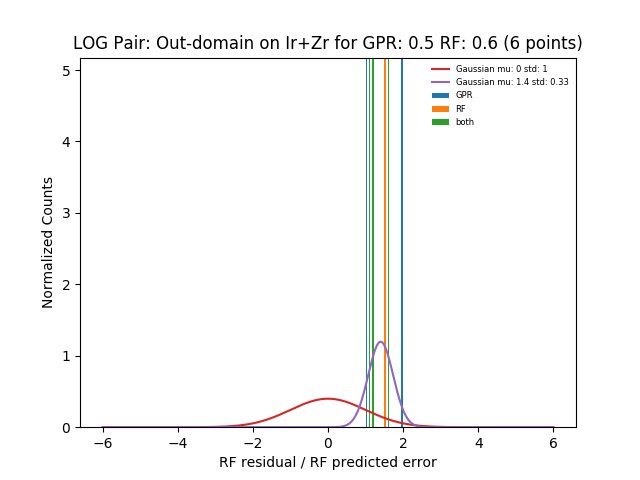 LOG Pair: Out-domain on Ir+Zr for GPR: 0.5 RF: 0.6 (6 points)
Gaussian mu: 0 std: 1
Gaussian mu: 1.4 std: 0.33
GPR
RF
both
Normalized Counts
5
4
3
2
1
0
−6 −4 −2 0 2 4 6
RF residual / RF predicted error